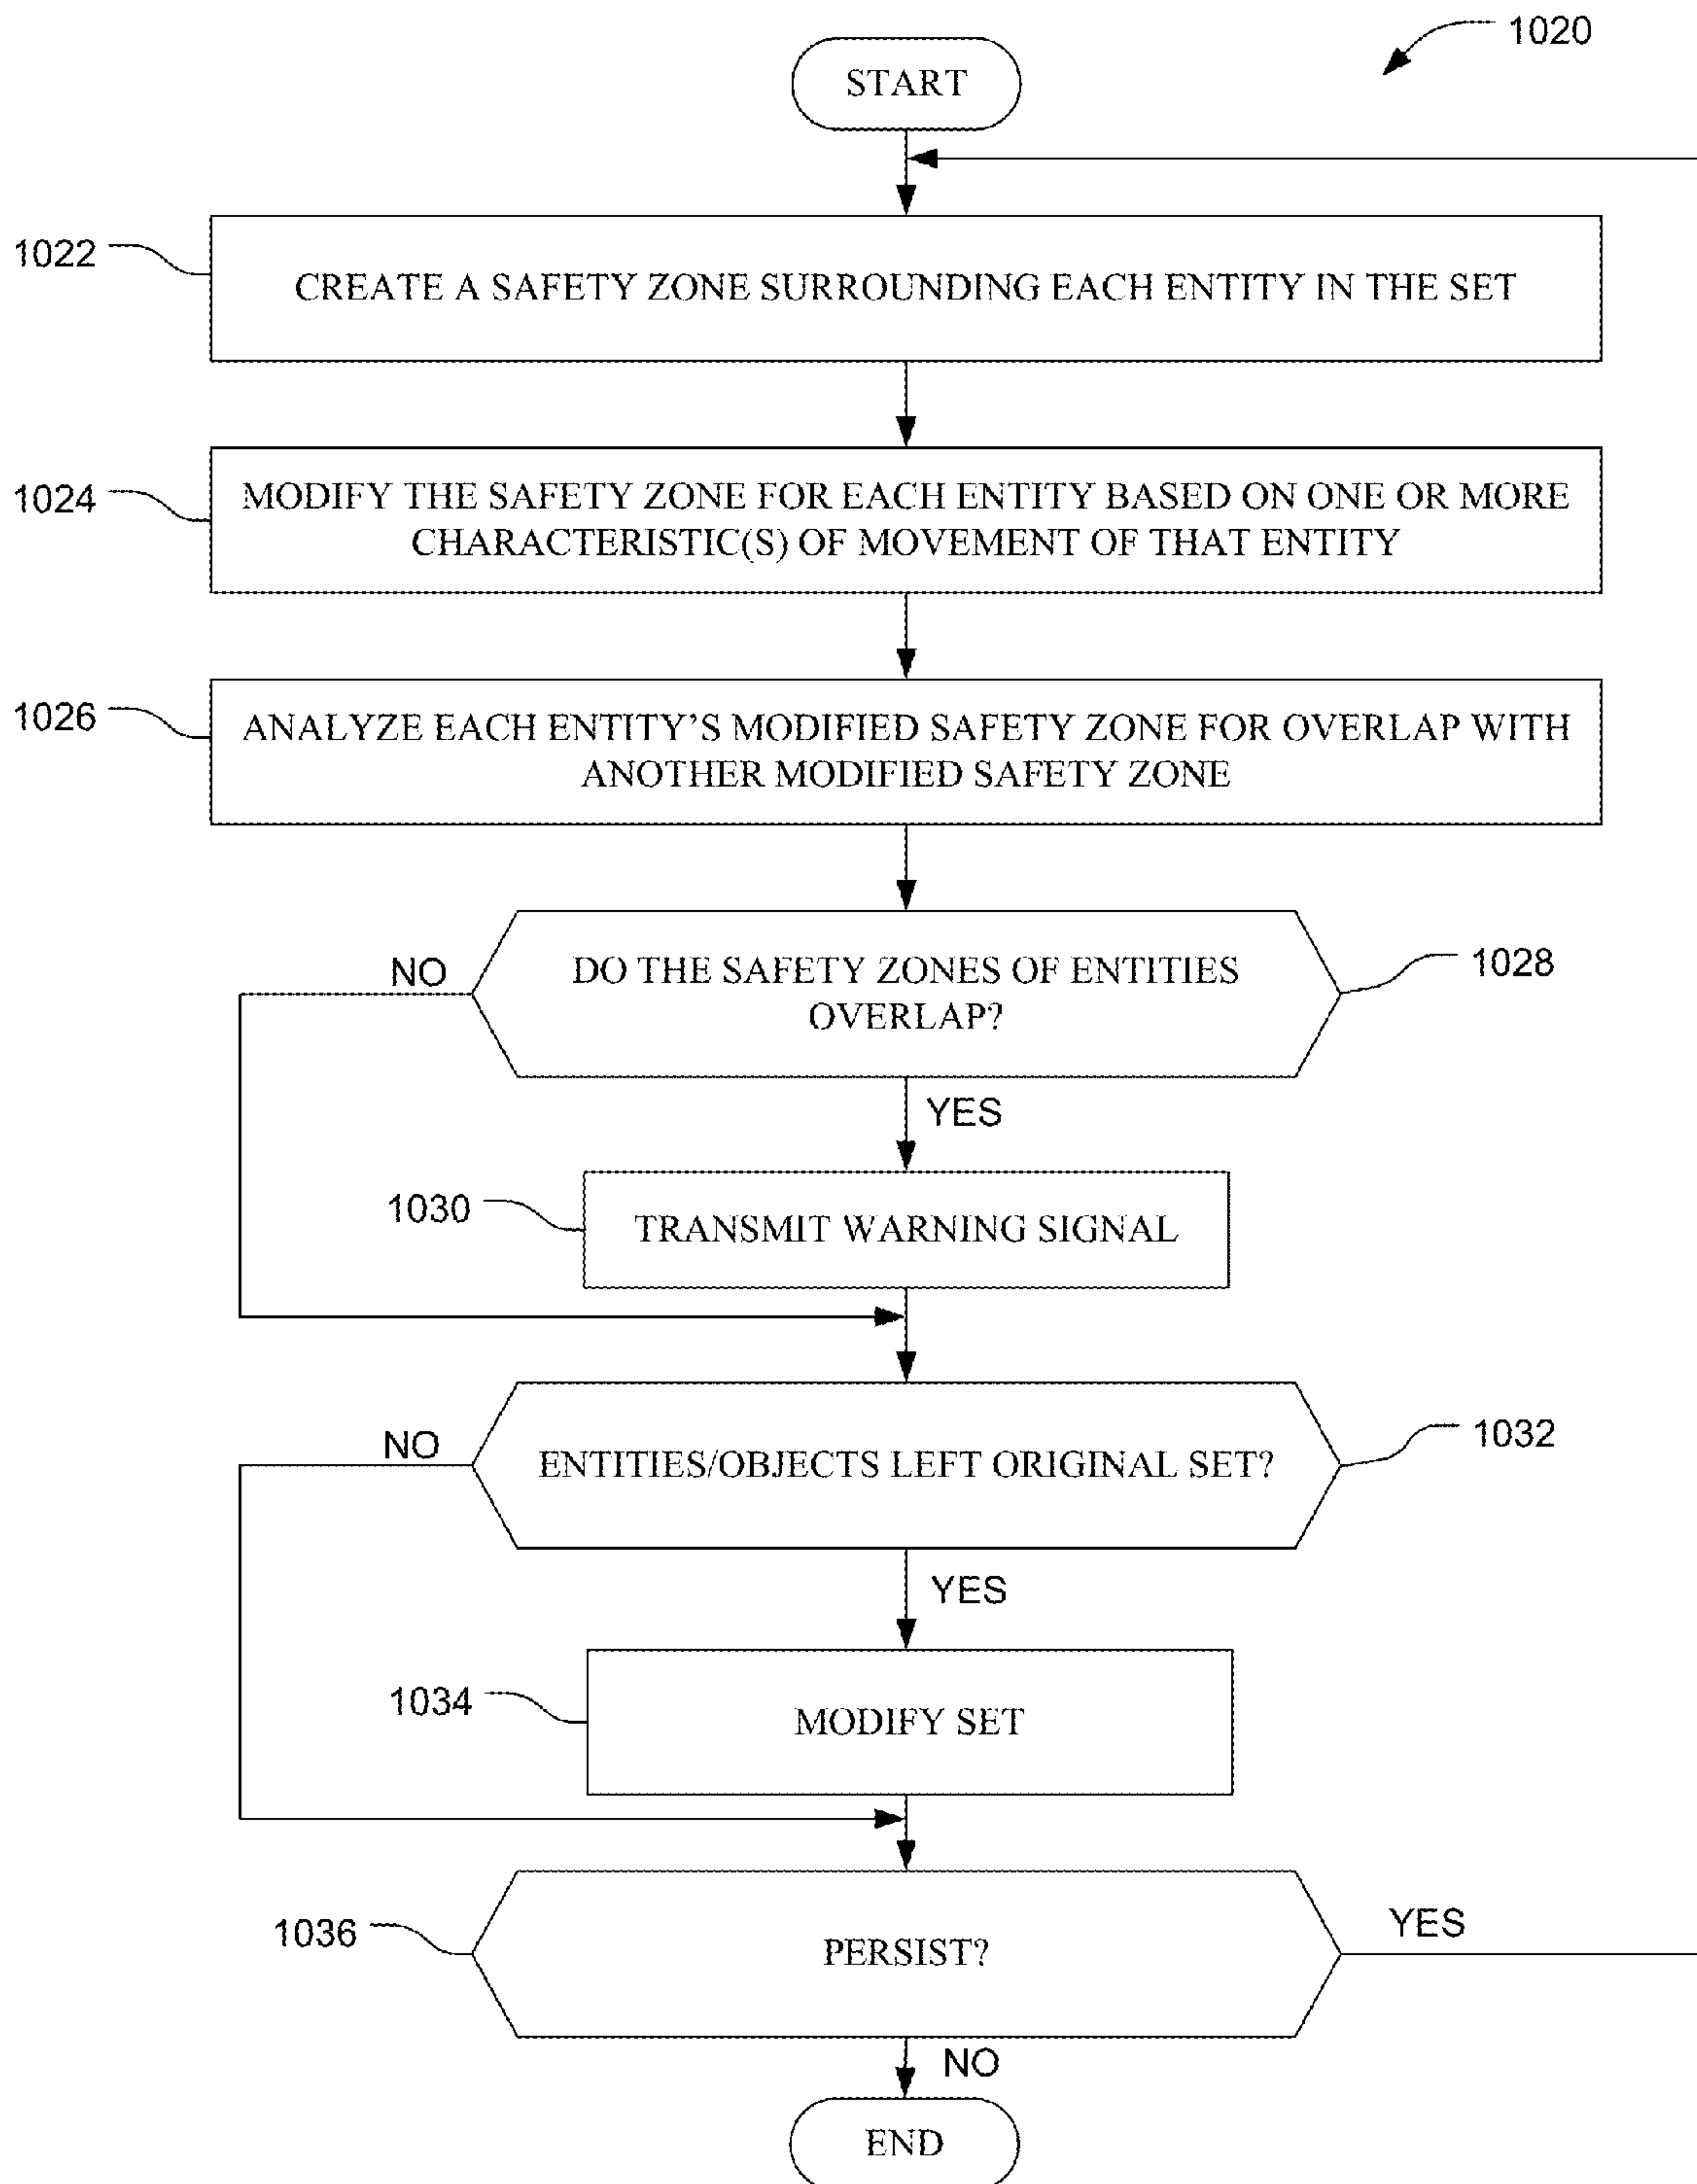 1020
START
1022
CREATE A SAFETY ZONE SURROUNDING EACH ENTITY IN THE SET
1024
MODIFY THE SAFETY ZONE FOR EACH ENTITY BASED ON ONE OR MORE
CHARACTERISTIC(S) OF MOVEMENT OF THAT ENTITY
1026
ANALYZE EACH ENTITY'S MODIFIED SAFETY ZONE FOR OVERLAP WITH
ANOTHER MODIFIED SAFETY ZONE
NO
DO THE SAFETY ZONES OF ENTITIES
OVERLAP?
1028
YES
1030
TRANSMIT WARNING SIGNAL
NO
ENTITIES/OBJECTS LEFT ORIGINAL SET?
1032
YES
1034
MODIFY SET
1036
PERSIST?
YES
NO
END